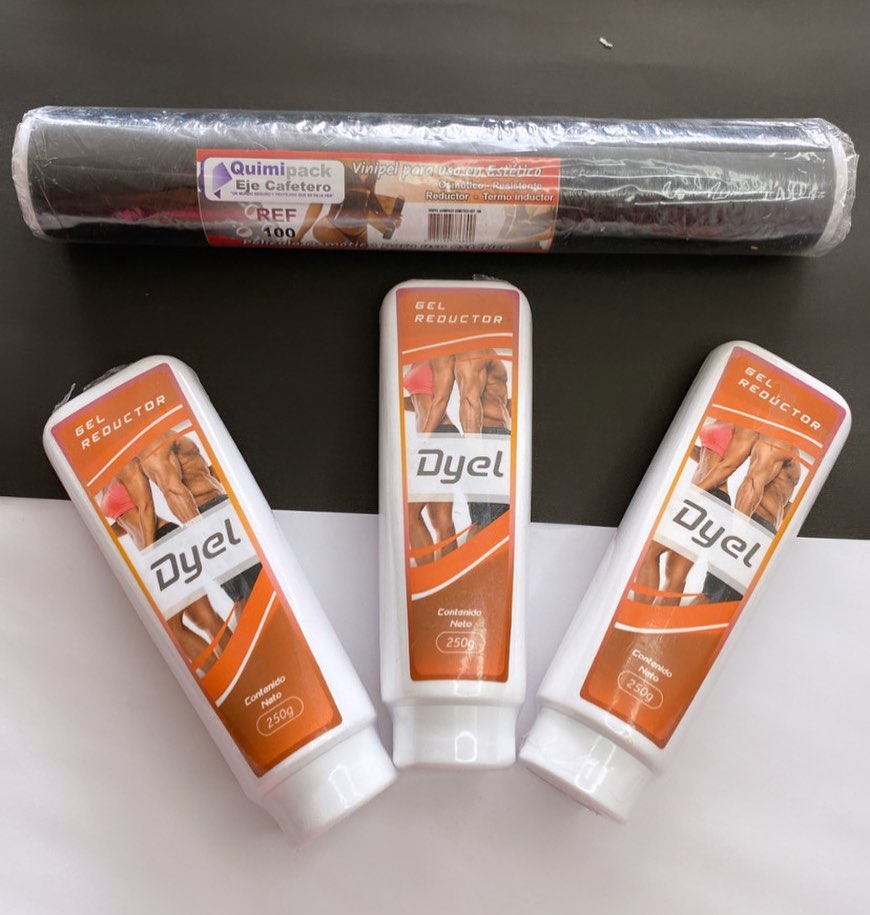 Quimipack
Eje Cafetero
Vinipel para uso en Estética
Osmótico - Resistente
Reductor - Termo inductor
REF
100
GEL
REDUCTOR
Dyel
Contenido
Neto
250g
GEL
REDUCTOR
Dyel
Contenido
Neto
250g
GEL
REDUCTOR
Dyel
Contenido
Neto
250g